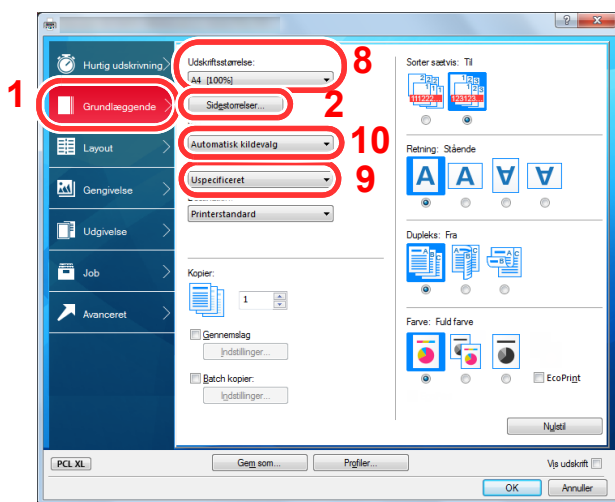 1
Hurtig udskrivning
Grundlæggende
Layout
Gengivelse
Udgivelse
Job
Avanceret
Udskriftsstørrelse:
A4 [100%]
8
Sidestørrelser...
2
Automatisk kildevalg
10
Uspecificeret
9
Printerstandard
Kopier:
1
Gennemslag
Indstillinger...
Batch kopier:
Indstillinger...
Sorter sætvis: Til
111222...
123123...
Retning: Stående
A A A A
Dupleks: Fra
Farve: Fuld farve
EcoPrint
Nulstil
PCL XL
Gem som...
Profiler...
Vis udskrift
OK
Annuller